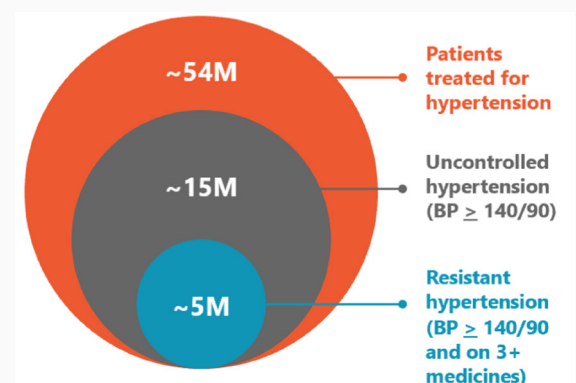 ~54M
Patients
treated for
hypertension
~15M
Uncontrolled
hypertension
(BP ≥ 140/90)
~5M
Resistant
hypertension
(BP ≥ 140/90
and on 3+
medicines)